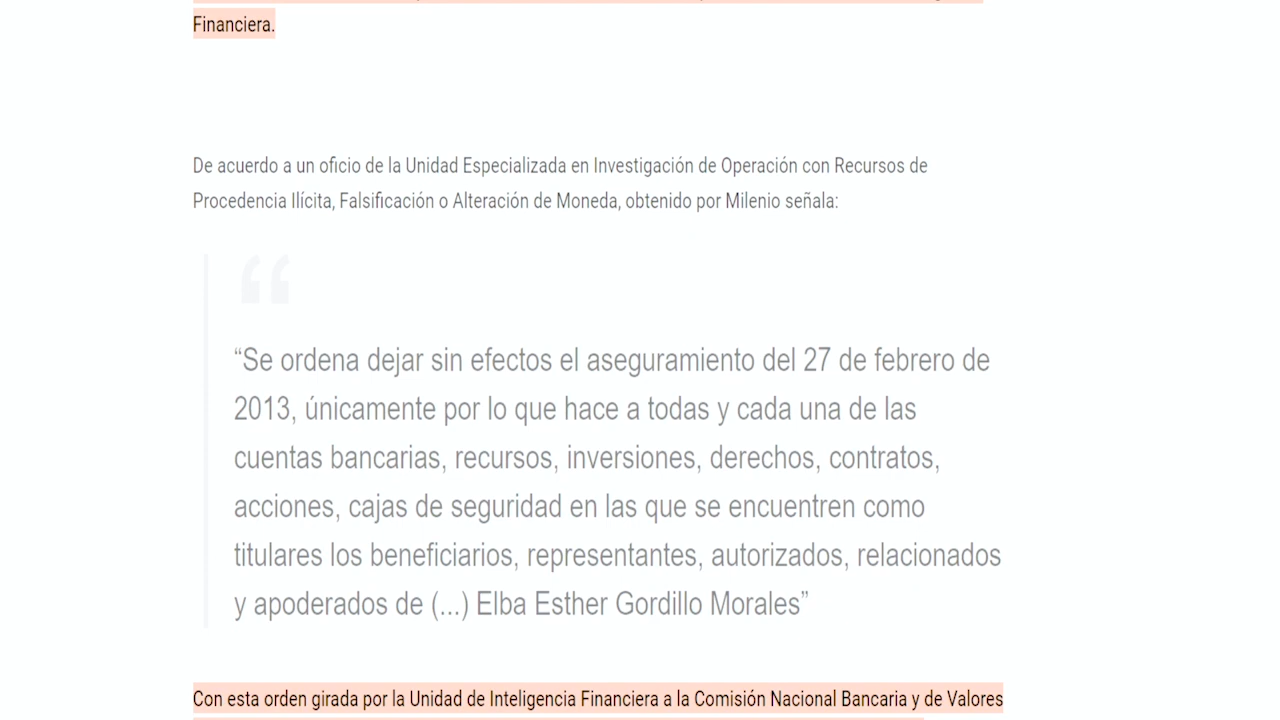 Financiera.
De acuerdo a un oficio de la Unidad Especializada en Investigación de Operación con Recursos de
Procedencia Ilícita, Falsificación o Alteración de Moneda, obtenido por Milenio señala:
“
“Se ordena dejar sin efectos el aseguramiento del 27 de febrero de
2013, únicamente por lo que hace a todas y cada una de las
cuentas bancarias, recursos, inversiones, derechos, contratos,
acciones, cajas de seguridad en las que se encuentren como
titulares los beneficiarios, representantes, autorizados, relacionados
y apoderados de (...) Elba Esther Gordillo Morales”
Con esta orden girada por la Unidad de Inteligencia Financiera a la Comisión Nacional Bancaria y de Valores